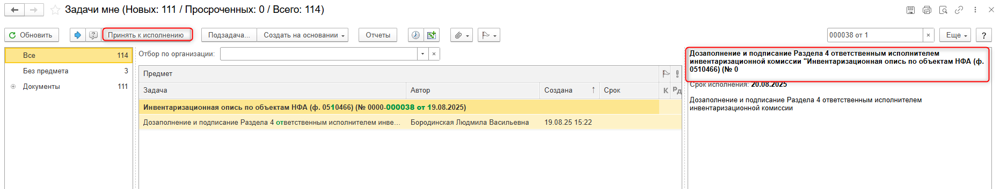 Задачи мне (Новых: 111 / Просроченных: 0 / Всего: 114)
Обновить
Принять к исполнению
Подзадача...
Создать на основании
Отчеты
000038 от 1
×
Еще
?
Все 114
Без предмета 3
Документы 111
Отбор по организации:
Предмет
Задача Автор Создана ↑ Срок К Рд
Инвентаризационная опись по объектам НФА (ф. 0510466) (№ 0000-000038 от 19.08.2025)
Дозаполнение и подписание Раздела 4 ответственным исполнителем инве... Бородинская Людмила Васильевна 19.08.25 15:22
Дозаполнение и подписание Раздела 4 ответственным исполнителем
инвентаризационной комиссии "Инвентаризационная опись по объектам НФА (ф.
0510466) (№ 0
Срок исполнения: 20.08.2025
Дозаполнение и подписание Раздела 4 ответственным исполнителем
инвентаризационной комиссии